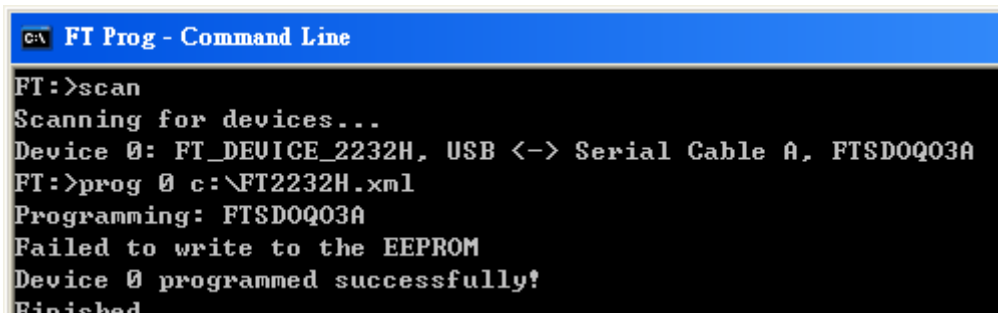 FT Prog - Command Line
FT:>scan
Scanning for devices...
Device 0: FT_DEVICE_2232H, USB <-> Serial Cable A, FTSDOQO3A
FT:>prog 0 c:\FT2232H.xml
Programming: FTSDOQO3A
Failed to write to the EEPROM
Device 0 programmed successfully!
Finished